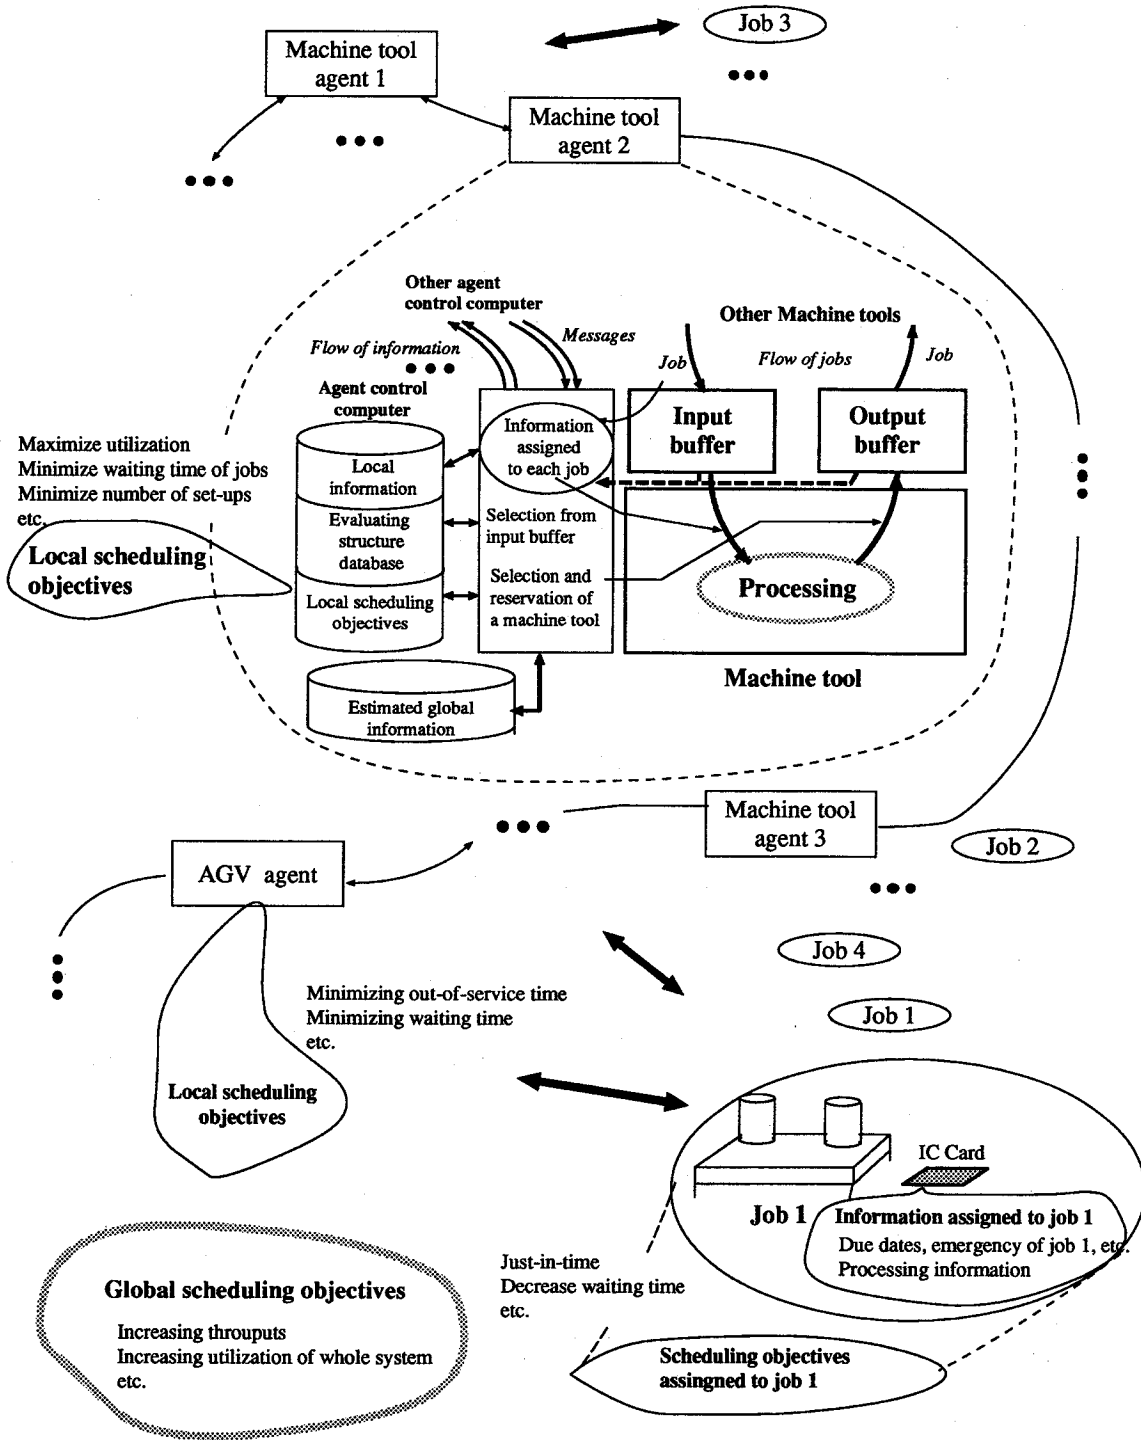 Job 3
Machine tool
agent 1
Machine tool
agent 2
Other agent
control computer
Messages
Flow of information
Agent control
computer
Other Machine tools
Job
Flow of jobs
Job
Input
buffer
Output
buffer
Information
assigned
to each job
Local
information
Evaluating
structure
database
Local scheduling
objectives
Selection from
input buffer
Selection and
reservation of
a machine tool
Processing
Machine tool
Estimated global
information
Maximize utilization
Minimize waiting time of jobs
Minimize number of set-ups
etc.
Local scheduling
objectives
Machine tool
agent 3
Job 2
AGV agent
Job 4
Job 1
Minimizing out-of-service time
Minimizing waiting time
etc.
Local scheduling
objectives
IC Card
Job 1
Information assigned to job 1
Due dates, emergency of job 1, etc.
Processing information
Just-in-time
Decrease waiting time
etc.
Scheduling objectives
assingned to job 1
Global scheduling objectives
Increasing throuputs
Increasing utilization of whole system
etc.